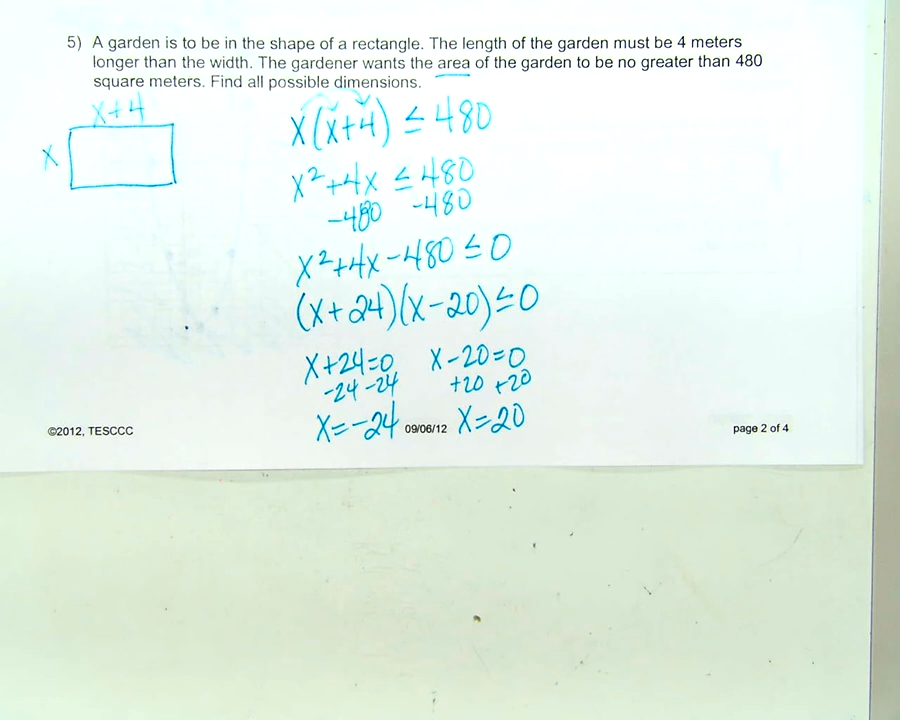 5) A garden is to be in the shape of a rectangle. The length of the garden must be 4 meters
longer than the width. The gardener wants the area of the garden to be no greater than 480
square meters. Find all possible dimensions.
x+4
x
x(x+4) ≤ 480
x²+4x ≤ 480
-480 -480
x²+4x-480 ≤ 0
(x+24)(x-20) ≤ 0
x+24=0 x-20=0
-24 -24 +20 +20
x=-24 x=20
©2012, TESCCC 09/06/12 page 2 of 4